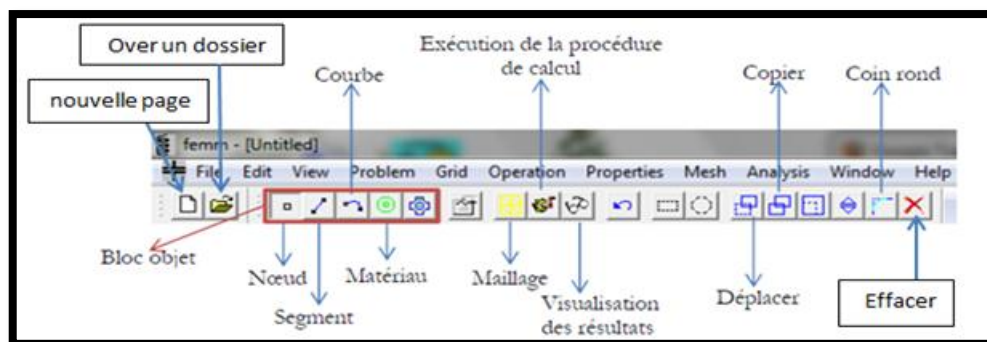 Over un dossier
Exécution de la procédure
de calcul
Courbe
Copier
Coin rond
nouvelle page
femm - [Untitled]
File Edit View Problem Grid Operation Properties Mesh Analysis Window Help
Bloc objet
Nœud
Matériau
Maillage
Déplacer
Effacer
Segment
Visualisation
des résultats